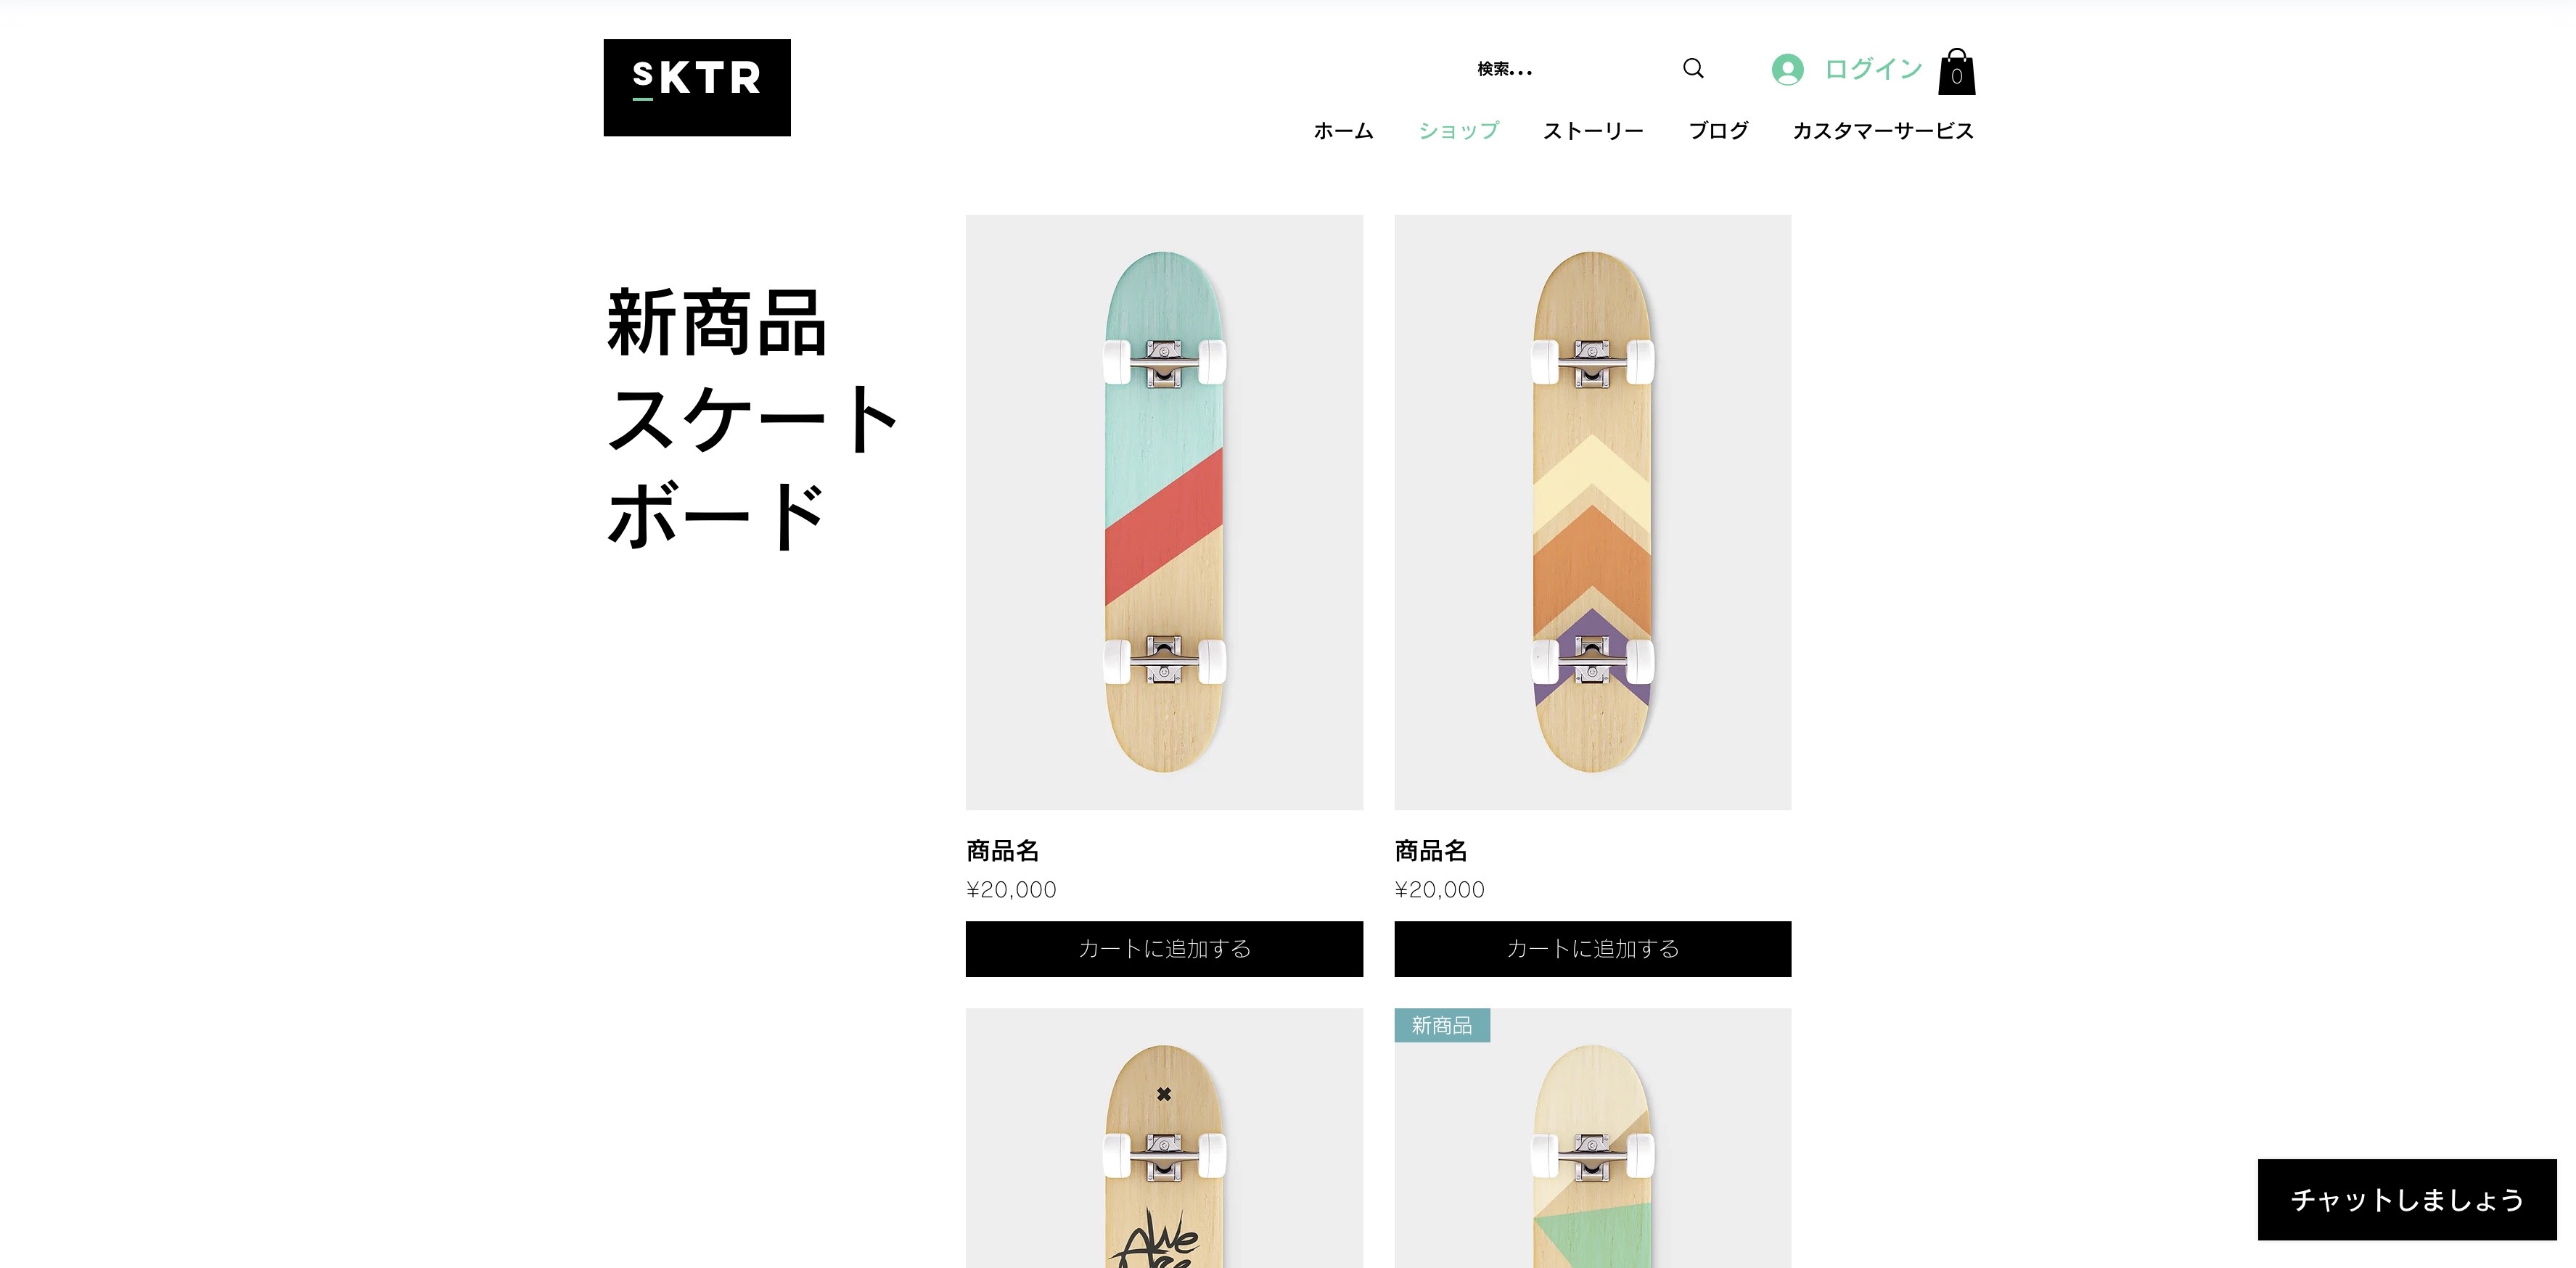 SKTR
検索...
ログイン
0
ホーム ショップ ストーリー ブログ カスタマーサービス
新商品
スケート
ボード
商品名
¥20,000
カートに追加する
商品名
¥20,000
カートに追加する
新商品
AWe
チャットしましょう